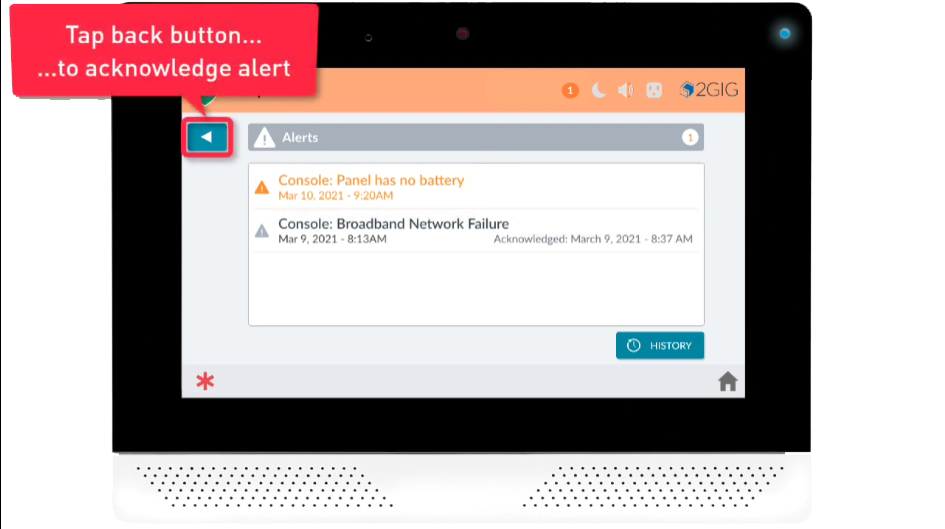 Tap back button...
...to acknowledge alert
1
2GIG
Alerts
1
Console: Panel has no battery
Mar 10, 2021 - 9:20AM
Console: Broadband Network Failure
Mar 9, 2021 - 8:13AM
Acknowledged: March 9, 2021 - 8:37 AM
HISTORY